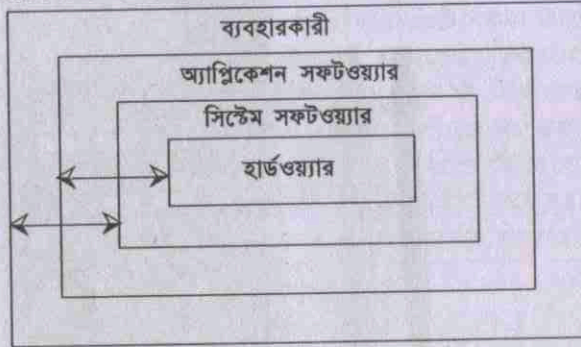 ব্যবহারকারী
অ্যাপ্লিকেশন সফটওয়্যার
সিস্টেম সফটওয়্যার
হার্ডওয়্যার